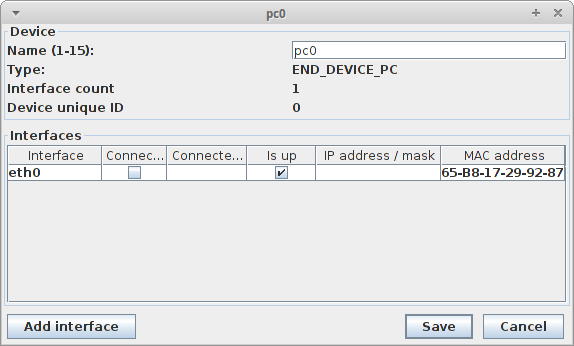 pc0
Device
Name (1-15): pc0
Type: END_DEVICE_PC
Interface count 1
Device unique ID 0
Interfaces
Interface Connec... Connecte... Is up IP address / mask MAC address
eth0 65-B8-17-29-92-87
Add interface Save Cancel